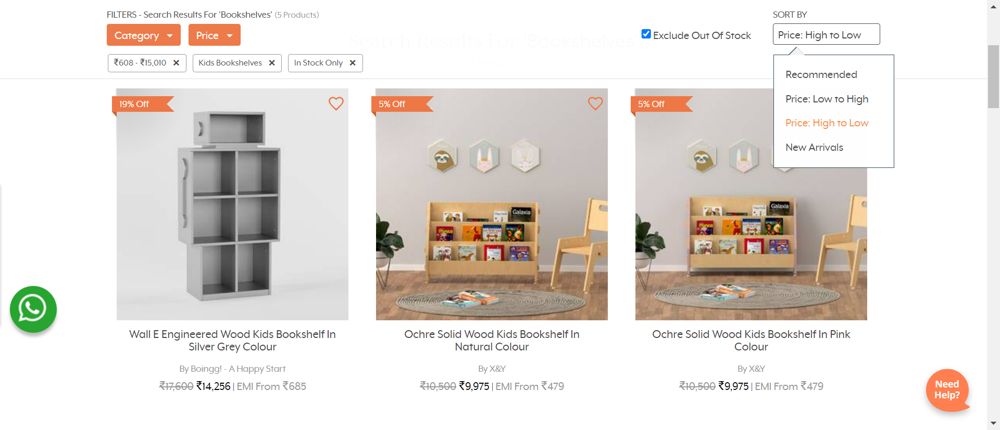 FILTERS - Search Results For 'Bookshelves' (5 Products)
SORT BY
Category
Price
Search Results For 'Bookshelves'
Exclude Out Of Stock
Price: High to Low
₹608 - ₹15,010 ✕
Kids Bookshelves ✕
In Stock Only ✕
Recommended
Price: Low to High
Price: High to Low
New Arrivals
19% Off
5% Off
5% Off
Galaxia
Galaxia
Wall E Engineered Wood Kids Bookshelf In
Silver Grey Colour
By Boingg! - A Happy Start
₹17,600 ₹14,256 | EMI From ₹685
Ochre Solid Wood Kids Bookshelf In
Natural Colour
By X&Y
₹10,500 ₹9,975 | EMI From ₹479
Ochre Solid Wood Kids Bookshelf In Pink
Colour
By X&Y
₹10,500 ₹9,975 | EMI From ₹479
Need
Help?